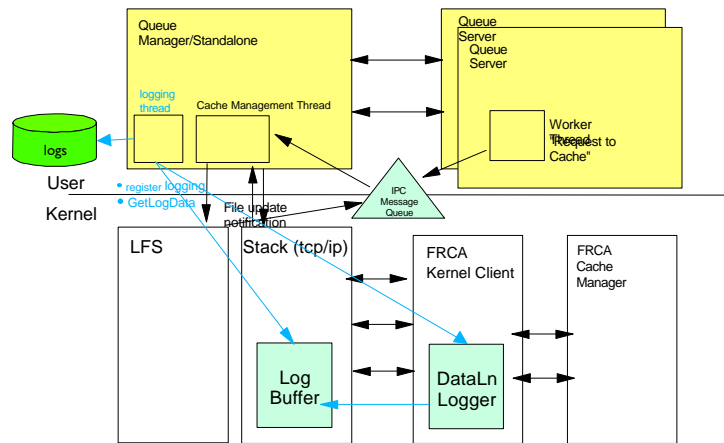 Queue
Manager/Standalone
Queue
Server
Queue
Server
logging
thread
Cache Management Thread
Worker
Thread
"Request to
Cache"
logs
User
Kernel
• register logging
• GetLogData
IPC
Message
Queue
File update
notification
LFS
Stack (tcp/ip)
FRCA
Kernel Client
FRCA
Cache
Manager
Log
Buffer
DataLn
Logger